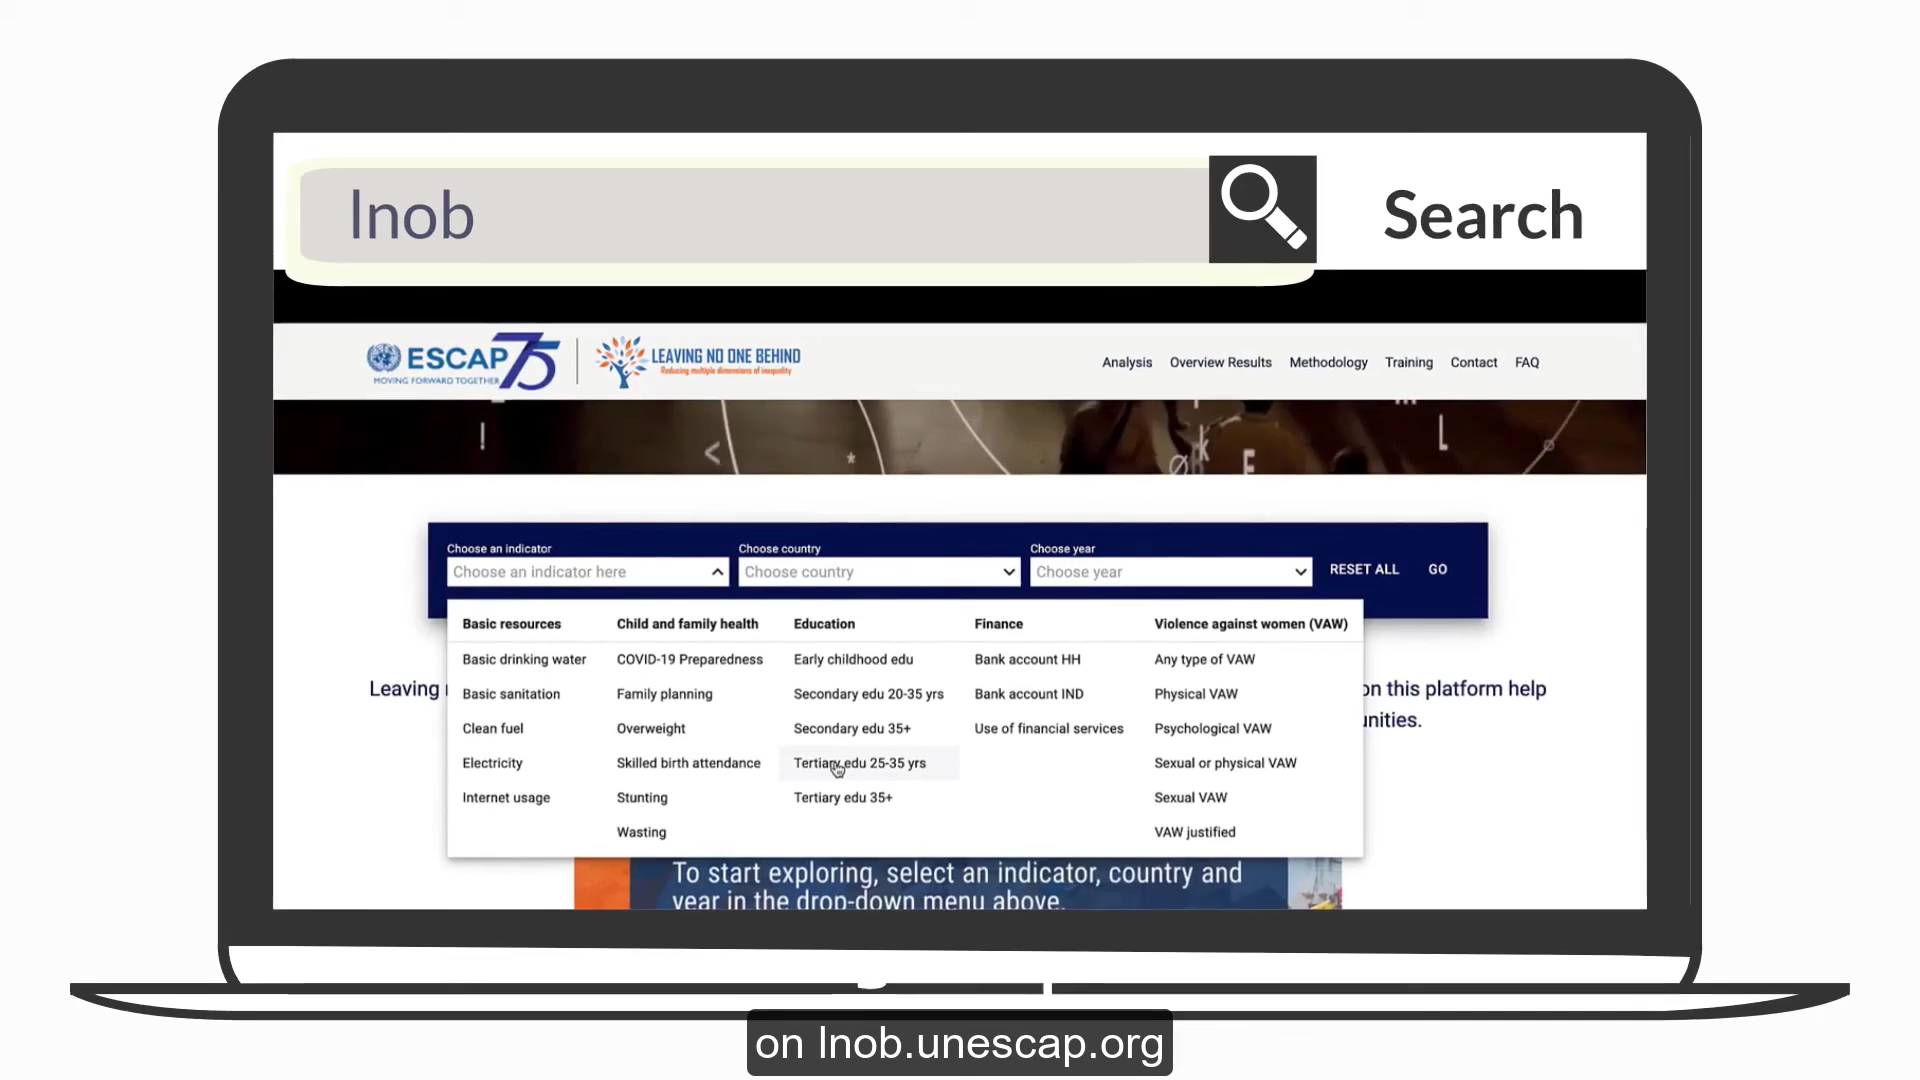 lnob
Search
ESCAP 75
MOVING FORWARD TOGETHER
LEAVING NO ONE BEHIND
Reducing multiple dimensions of inequality
Analysis Overview Results Methodology Training Contact FAQ
! < * Ø k E L
Choose an indicator Choose country Choose year
Choose an indicator here Choose country Choose year RESET ALL GO
Basic resources Child and family health Education Finance Violence against women (VAW)
Basic drinking water COVID-19 Preparedness Early childhood edu Bank account HH Any type of VAW
Leaving on this platform help
Basic sanitation Family planning Secondary edu 20-35 yrs Bank account IND Physical VAW
Clean fuel Overweight Secondary edu 35+ Use of financial services Psychological VAW
Electricity Skilled birth attendance Tertiary edu 25-35 yrs Sexual or physical VAW
Internet usage Stunting Tertiary edu 35+ Sexual VAW
Wasting VAW justified
To start exploring, select an indicator, country and
year in the drop-down menu above.
on lnob.unescap.org